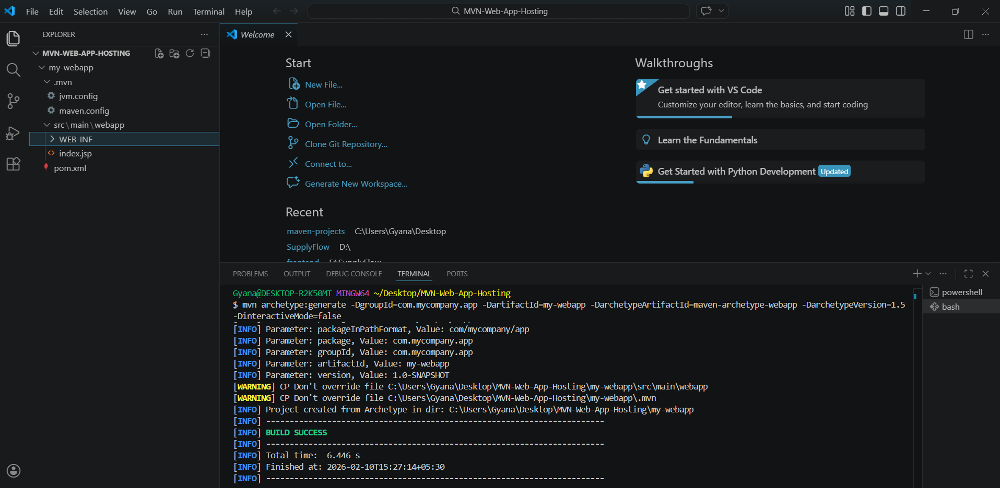 File Edit Selection View Go Run Terminal Help
MVN-Web-App-Hosting
EXPLORER
MVN-WEB-APP-HOSTING
my-webapp
.mvn
jvm.config
maven.config
src\main\webapp
WEB-INF
index.jsp
pom.xml
Welcome
Start
New File...
Open File...
Open Folder...
Clone Git Repository...
Connect to...
Generate New Workspace...
Recent
maven-projects C:\Users\Gyana\Desktop
SupplyFlow D:\
frontend E:\SupplyFlow
Walkthroughs
Get started with VS Code
Customize your editor, learn the basics, and start coding
Learn the Fundamentals
Get Started with Python Development Updated
PROBLEMS OUTPUT DEBUG CONSOLE TERMINAL PORTS
Gyana@DESKTOP-R2K50MT MINGW64 ~/Desktop/MVN-Web-App-Hosting
$ mvn archetype:generate -DgroupId=com.mycompany.app -DartifactId=my-webapp -DarchetypeArtifactId=maven-archetype-webapp -DarchetypeVersion=1.5
-DinteractiveMode=false
[INFO] Parameter: packageInPathFormat, Value: com/mycompany/app
[INFO] Parameter: package, Value: com.mycompany.app
[INFO] Parameter: groupId, Value: com.mycompany.app
[INFO] Parameter: artifactId, Value: my-webapp
[INFO] Parameter: version, Value: 1.0-SNAPSHOT
[WARNING] CP Don't override file C:\Users\Gyana\Desktop\MVN-Web-App-Hosting\my-webapp\src\main\webapp
[WARNING] CP Don't override file C:\Users\Gyana\Desktop\MVN-Web-App-Hosting\my-webapp\.mvn
[INFO] Project created from Archetype in dir: C:\Users\Gyana\Desktop\MVN-Web-App-Hosting\my-webapp
[INFO] ------------------------------------------------------------------------
[INFO] BUILD SUCCESS
[INFO] ------------------------------------------------------------------------
[INFO] Total time:  6.446 s
[INFO] Finished at: 2026-02-10T15:27:14+05:30
[INFO] ------------------------------------------------------------------------
powershell
bash